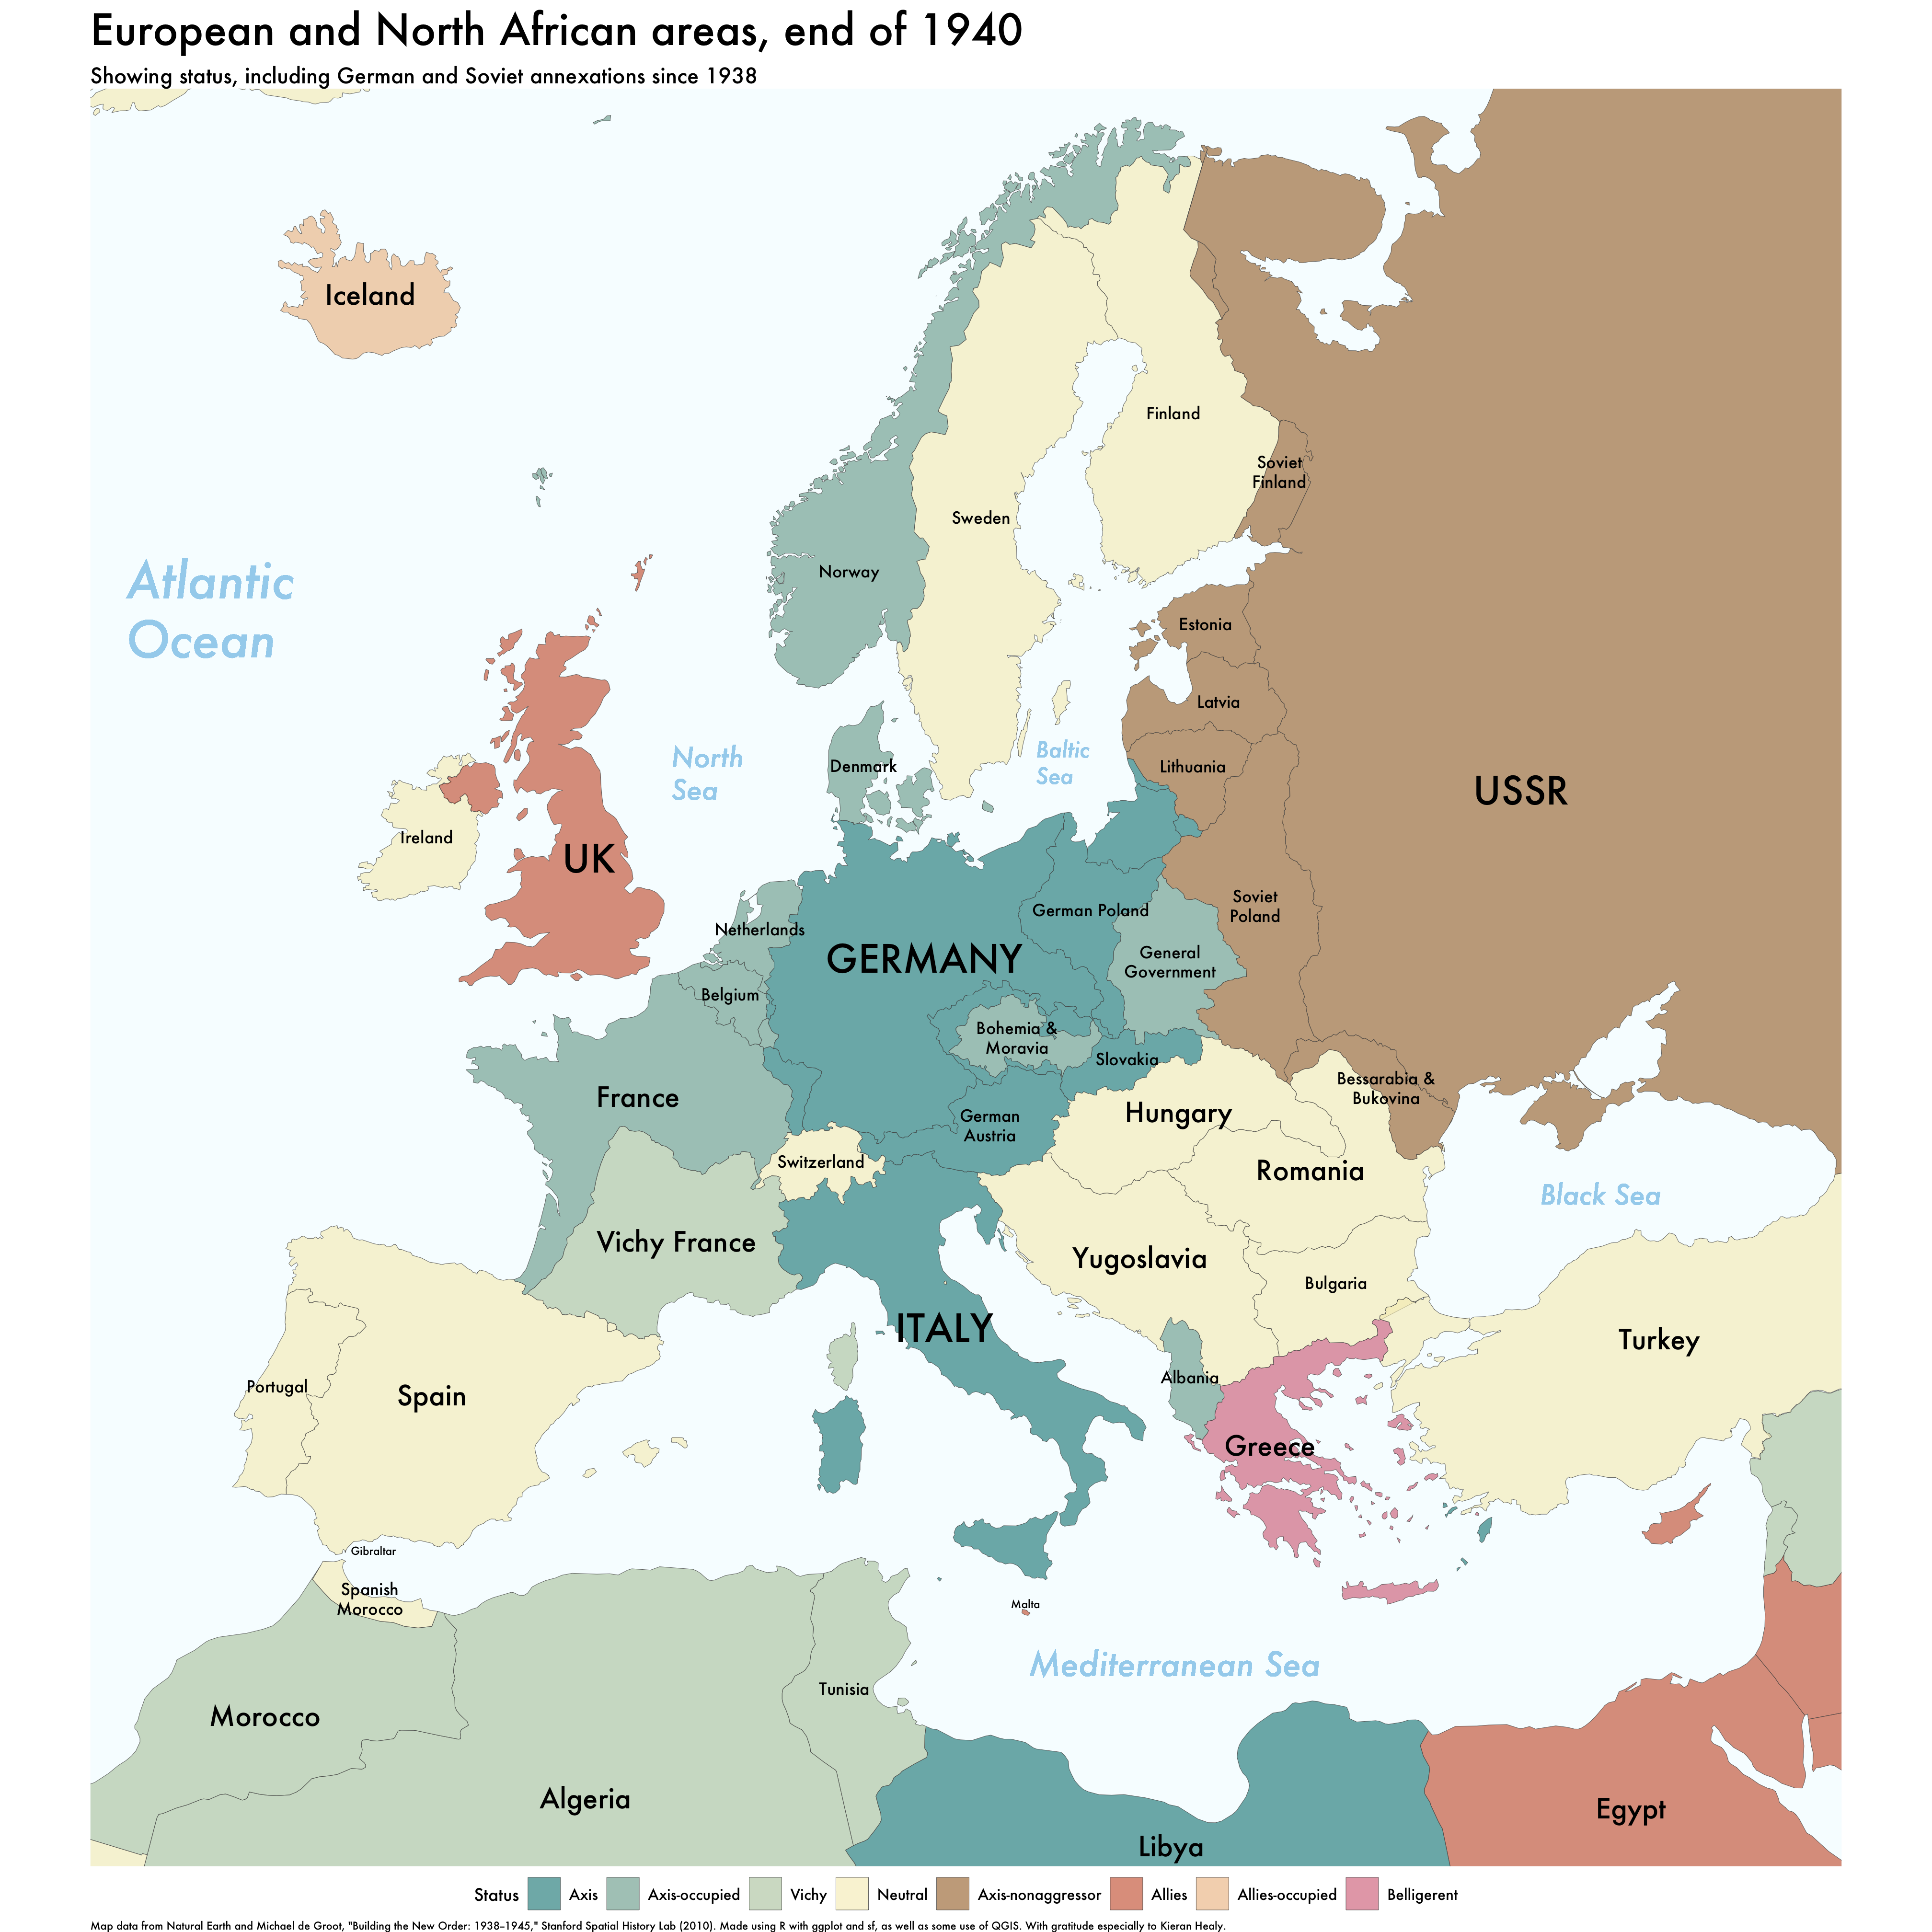 European and North African areas, end of 1940
Showing status, including German and Soviet annexations since 1938
Iceland
Finland
Soviet
Finland
Sweden
Norway
Atlantic
Ocean
Estonia
Latvia
North
Sea
Baltic
Sea
Denmark
Lithuania
USSR
Ireland
UK
Soviet
Poland
German Poland
Netherlands
GERMANY
General
Government
Belgium
Bohemia &
Moravia
Slovakia
Bessarabia &
Bukovina
France
Hungary
German
Austria
Switzerland
Romania
Black Sea
Vichy France
Yugoslavia
Bulgaria
ITALY
Turkey
Albania
Portugal
Spain
Greece
Gibraltar
Spanish
Morocco
Malta
Mediterranean Sea
Tunisia
Morocco
Algeria
Egypt
Libya
Status Axis Axis-occupied Vichy Neutral Axis-nonaggressor Allies Allies-occupied Belligerent
Map data from Natural Earth and Michael de Groot, "Building the New Order: 1938–1945," Stanford Spatial History Lab (2010). Made using R with ggplot and sf, as well as some use of QGIS. With gratitude especially to Kieran Healy.